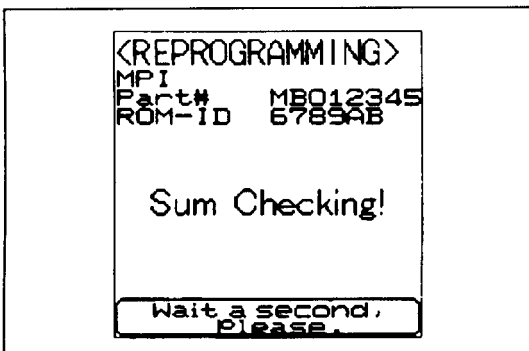 <REPROGRAMMING>
MPI
Part# MB012345
ROM-ID 6789AB
Sum Checking!
Wait a second,
Please.